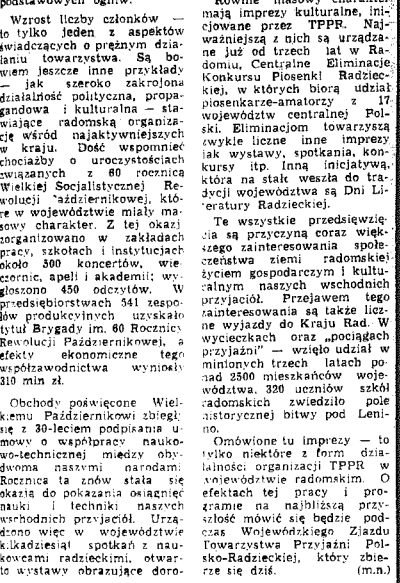 podstawowych ogniw.
Wzrost liczby członków —
to tylko jeden z aspektów
świadczących o prężnym dzia-
łaniu towarzystwa. Są bo-
wiem jeszcze inne przykłady
— jak szeroko zakrojona
działalność polityczna, propa-
gandowa i kulturalna — sta-
wiające radomską organiza-
cję wśród najaktywniejszych
w kraju. Dość wspomnieć
chociażby o uroczystościach
związanych z 60 rocznicą
Wielkiej Socjalistycznej Re-
wolucji Październikowej, któ-
re w województwie miały ma-
sowy charakter. Z tej okazji
zorganizowano w zakładach
pracy, szkołach i instytucjach
około 500 koncertów, wie-
czornic, apeli i akademii; wy-
głoszono 450 odczytów. W
przedsiębiorstwach 341 zespo-
łów produkcyjnych uzyskało
tytuł Brygady im. 60 Rocznicy
Rewolucji Październikowej, a
efekty ekonomiczne tego
współzawodnictwa wyniosły
310 mln zł.
Obchody poświęcone Wiel-
kiemu Październikowi zbiegły
się z 30-leciem podpisania u-
mowy o współpracy nauko-
wo-technicznej między oby-
dwoma naszymi narodami.
Rocznica ta znów stała się
okazją do pokazania osiągnięć
nauki i techniki naszych
wschodnich przyjaciół. Urzą-
dzono więc w województwie
kilkadziesiąt spotkań z nau-
kowcami radzieckimi, otwar-
to wystawy obrazujące doro-
Równie masowy charakter
mają imprezy kulturalne, ini-
cjowane przez TPPR. Naj-
ważniejszą z nich są urządza-
ne już od trzech lat w Ra-
domiu, Centralne Eliminacje
Konkursu Piosenki Radziec-
kiej, w których biorą udział
piosenkarze-amatorzy z 17
województw centralnej Pol-
ski. Eliminacjom towarzyszą
zwykle liczne inne imprezy
jak wystawy, spotkania, kon-
kursy itp. Inną inicjatywą,
która na stałe weszła do tra-
dycji województwa są Dni Li-
teratury Radzieckiej.
Te wszystkie przedsięwzię-
cia są przyczyną coraz więk-
szego zainteresowania społe-
czeństwa ziemi radomskiej
życiem gospodarczym i kultu-
ralnym naszych wschodnich
przyjaciół. Przejawem tego
zainteresowania są także licz-
ne wyjazdy do Kraju Rad. W
wycieczkach oraz „pociągach
przyjaźni” — wzięło udział w
minionych trzech latach po-
nad 2500 mieszkańców woje-
wództwa. 320 uczniów szkół
radomskich zwiedziło pole
historycznej bitwy pod Leni-
no.
Omówione tu imprezy — to
tylko niektóre z form dzia-
łalności organizacji TPPR w
województwie radomskim. O
efektach tej pracy i pro-
gramie na najbliższą przy-
szłość mówić się będzie pod-
czas Wojewódzkiego Zjazdu
Towarzystwa Przyjaźni Pol-
sko-Radzieckiej, który zbie-
rze się dziś. (m.n.)